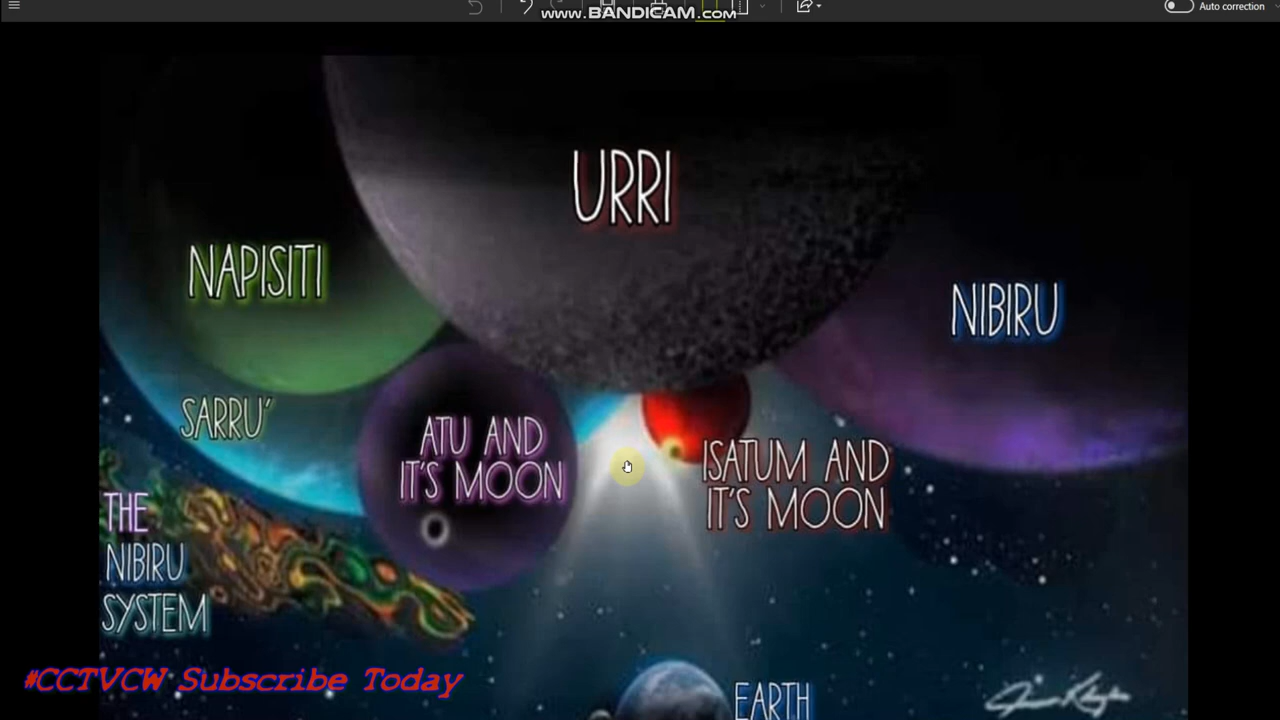 www.BANDICAM.com
Auto correction
URRI
NAPISITI
NIBIRU
SARRU'
ATU AND
IT'S MOON
ISATUM AND
IT'S MOON
THE
NIBIRU
SYSTEM
#CCTVCW Subscribe Today
EARTH